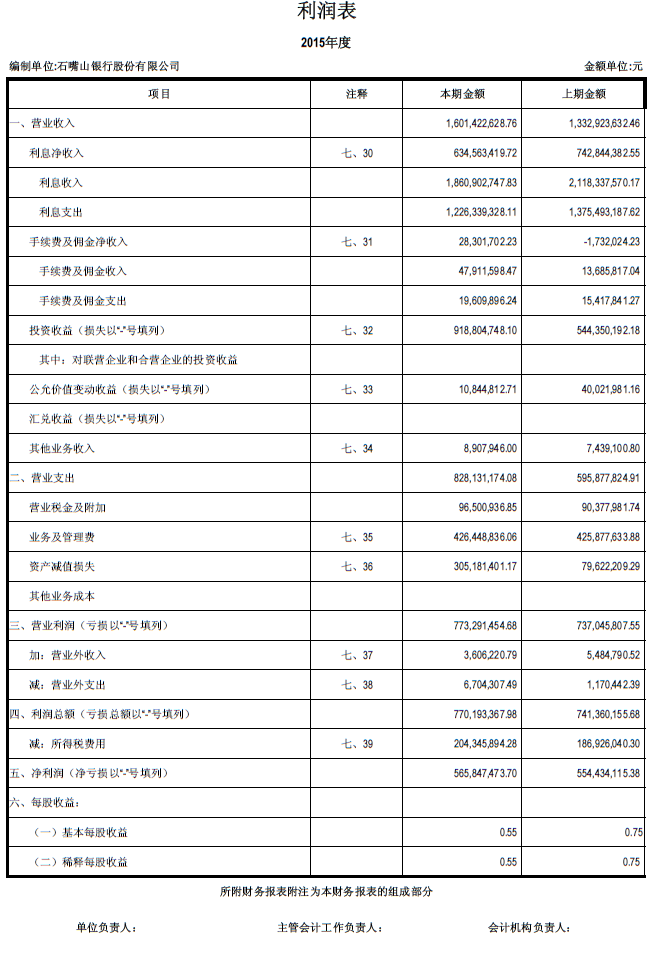 利润表
2015年度
编制单位:石嘴山银行股份有限公司 金额单位:元
项目 注释 本期金额 上期金额
一、营业收入 1,601,422,628.76 1,332,923,632.46
利息净收入 七、30 634,563,419.72 742,844,382.55
利息收入 1,860,902,747.83 2,118,337,570.17
利息支出 1,226,339,328.11 1,375,493,187.62
手续费及佣金净收入 七、31 28,301,702.23 -1,732,024.23
手续费及佣金收入 47,911,598.47 13,685,817.04
手续费及佣金支出 19,609,896.24 15,417,841.27
投资收益（损失以“-”号填列） 七、32 918,804,748.10 544,350,192.18
其中：对联营企业和合营企业的投资收益
公允价值变动收益（损失以“-”号填列） 七、33 10,844,812.71 40,021,981.16
汇兑收益（损失以“-”号填列）
其他业务收入 七、34 8,907,946.00 7,439,100.80
二、营业支出 828,131,174.08 595,877,824.91
营业税金及附加 96,500,936.85 90,377,981.74
业务及管理费 七、35 426,448,836.06 425,877,633.88
资产减值损失 七、36 305,181,401.17 79,622,209.29
其他业务成本
三、营业利润（亏损以“-”号填列） 773,291,454.68 737,045,807.55
加：营业外收入 七、37 3,606,220.79 5,484,790.52
减：营业外支出 七、38 6,704,307.49 1,170,442.39
四、利润总额（亏损总额以“-”号填列） 770,193,367.98 741,360,155.68
减：所得税费用 七、39 204,345,894.28 186,926,040.30
五、净利润（净亏损以“-”号填列） 565,847,473.70 554,434,115.38
六、每股收益：
（一）基本每股收益 0.55 0.75
（二）稀释每股收益 0.55 0.75
所附财务报表附注为本财务报表的组成部分
单位负责人： 主管会计工作负责人： 会计机构负责人：